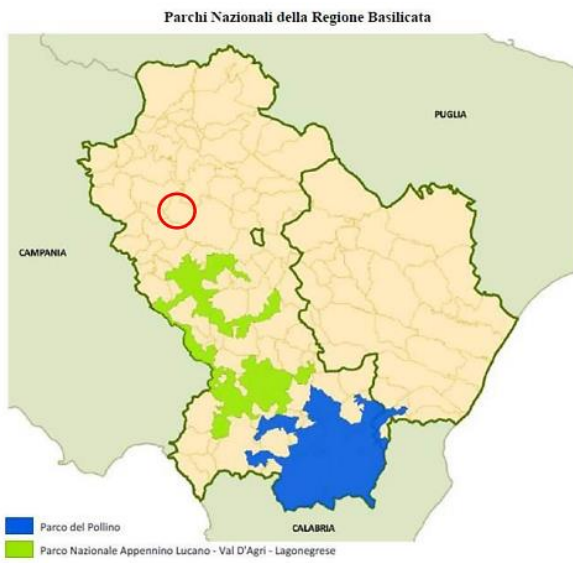 Parchi Nazionali della Regione Basilicata
PUGLIA
CAMPANIA
CALABRIA
Parco del Pollino
Parco Nazionale Appennino Lucano - Val D'Agri - Lagonegrese